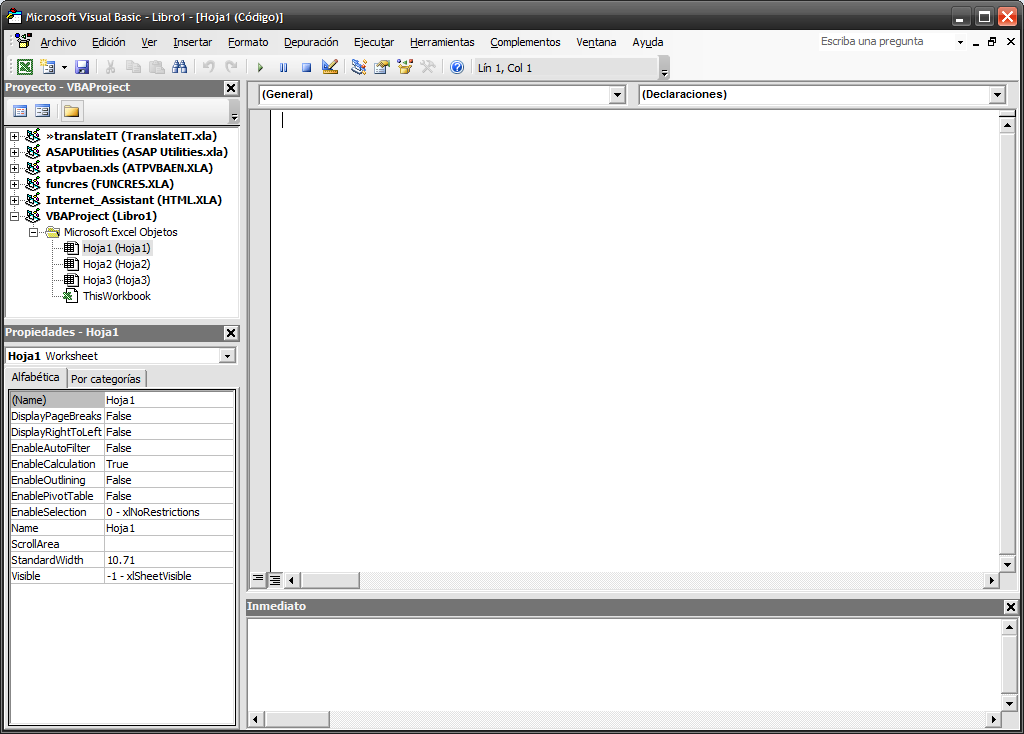 Microsoft Visual Basic - Libro1 - [Hoja1 (Código)]
Archivo Edición Ver Insertar Formato Depuración Ejecutar Herramientas Complementos Ventana Ayuda Escriba una pregunta
Lín 1, Col 1
Proyecto - VBAProject
(General) (Declaraciones)
»translateIT (TranslateIT.xla)
ASAPUtilities (ASAP Utilities.xla)
atpvbaen.xls (ATPVBAEN.XLA)
funcres (FUNCRES.XLA)
Internet_Assistant (HTML.XLA)
VBAProject (Libro1)
Microsoft Excel Objetos
Hoja1 (Hoja1)
Hoja2 (Hoja2)
Hoja3 (Hoja3)
ThisWorkbook
Propiedades - Hoja1
Hoja1 Worksheet
Alfabética Por categorías
(Name) Hoja1
DisplayPageBreaks False
DisplayRightToLeft False
EnableAutoFilter False
EnableCalculation True
EnableOutlining False
EnablePivotTable False
EnableSelection 0 - xlNoRestrictions
Name Hoja1
ScrollArea
StandardWidth 10.71
Visible -1 - xlSheetVisible
Inmediato